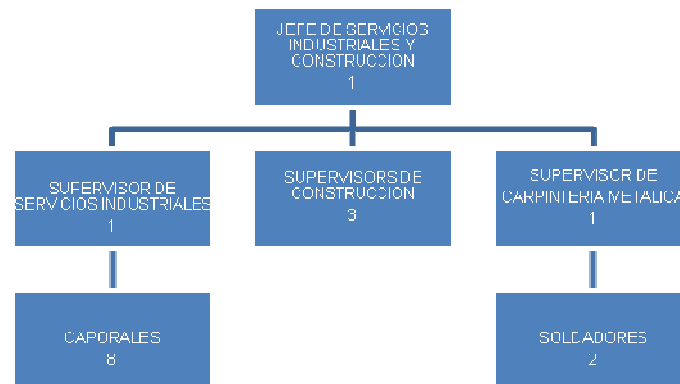 JEFE DE SERVICIOS
INDUSTRIALES Y
CONSTRUCCION
1
SUPERVISOR DE
SERVICIOS INDUSTRIALES
1
SUPERVISORS DE
CONSTRUCCION
3
SUPERVISOR DE
CARPINTERIA METALICA
1
CAPORALES
8
SOLDADORES
2